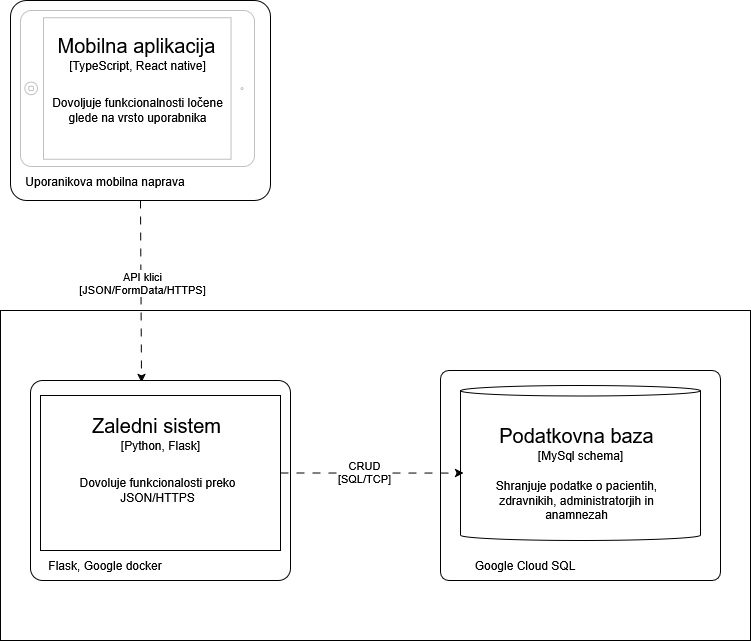 Mobilna aplikacija
[TypeScript, React native]
Dovoljuje funkcionalnosti ločene
glede na vrsto uporabnika
Uporanikova mobilna naprava
API klici
[JSON/FormData/HTTPS]
Zaledni sistem
[Python, Flask]
Dovoluje funkcionalosti preko
JSON/HTTPS
Flask, Google docker
CRUD
[SQL/TCP]
Podatkovna baza
[MySql schema]
Shranjuje podatke o pacientih,
zdravnikih, administratorjih in
anamnezah
Google Cloud SQL